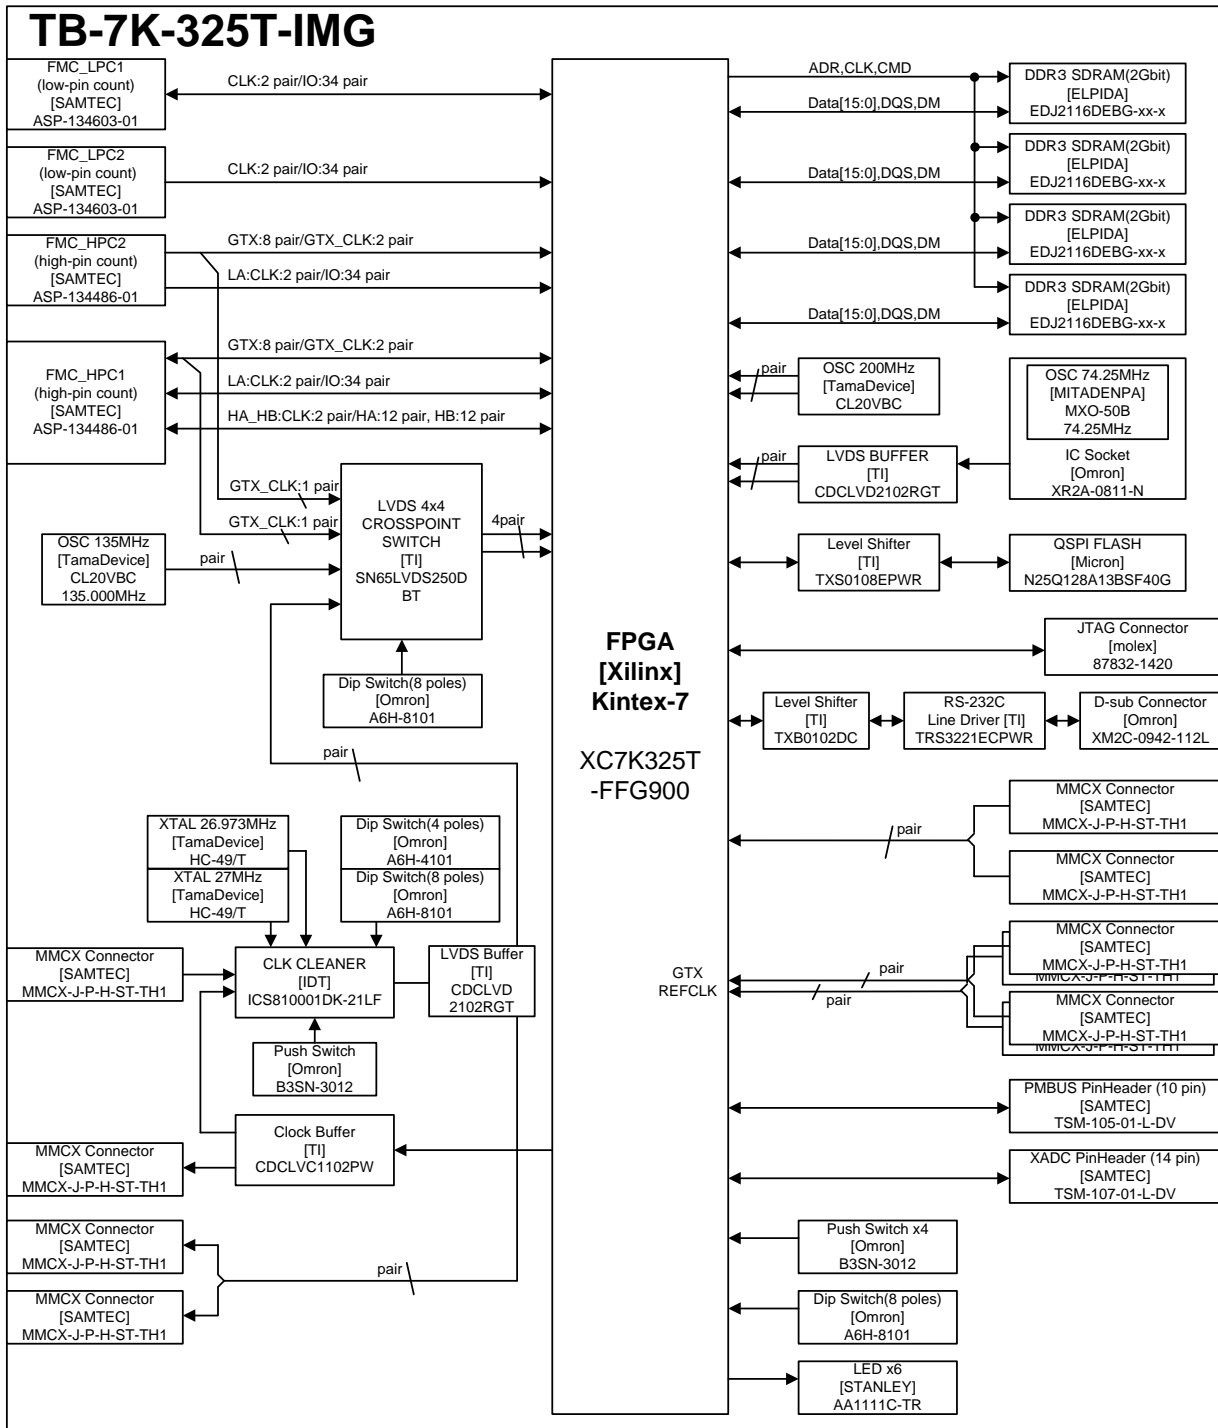 TB-7K-325T-IMG
FMC_LPC1
(low-pin count)
[SAMTEC]
ASP-134603-01
CLK:2 pair/IO:34 pair
FMC_LPC2
(low-pin count)
[SAMTEC]
ASP-134603-01
CLK:2 pair/IO:34 pair
FMC_HPC2
(high-pin count)
[SAMTEC]
ASP-134486-01
GTX:8 pair/GTX_CLK:2 pair
LA:CLK:2 pair/IO:34 pair
FMC_HPC1
(high-pin count)
[SAMTEC]
ASP-134486-01
GTX:8 pair/GTX_CLK:2 pair
LA:CLK:2 pair/IO:34 pair
HA_HB:CLK:2 pair/HA:12 pair, HB:12 pair
GTX_CLK:1 pair
GTX_CLK:1 pair
OSC 135MHz
[TamaDevice]
CL20VBC
135.000MHz
pair
LVDS 4x4
CROSSPOINT
SWITCH
[TI]
SN65LVDS250D
BT
4pair
Dip Switch(8 poles)
[Omron]
A6H-8101
pair
XTAL 26.973MHz
[TamaDevice]
HC-49/T
XTAL 27MHz
[TamaDevice]
HC-49/T
Dip Switch(4 poles)
[Omron]
A6H-4101
Dip Switch(8 poles)
[Omron]
A6H-8101
MMCX Connector
[SAMTEC]
MMCX-J-P-H-ST-TH1
CLK CLEANER
[IDT]
ICS810001DK-21LF
LVDS Buffer
[TI]
CDCLVD
2102RGT
Push Switch
[Omron]
B3SN-3012
Clock Buffer
[TI]
CDCLVC1102PW
MMCX Connector
[SAMTEC]
MMCX-J-P-H-ST-TH1
MMCX Connector
[SAMTEC]
MMCX-J-P-H-ST-TH1
pair
MMCX Connector
[SAMTEC]
MMCX-J-P-H-ST-TH1
FPGA
[Xilinx]
Kintex-7
XC7K325T
-FFG900
GTX
REFCLK
ADR,CLK,CMD
Data[15:0],DQS,DM
DDR3 SDRAM(2Gbit)
[ELPIDA]
EDJ2116DEBG-xx-x
Data[15:0],DQS,DM
DDR3 SDRAM(2Gbit)
[ELPIDA]
EDJ2116DEBG-xx-x
Data[15:0],DQS,DM
DDR3 SDRAM(2Gbit)
[ELPIDA]
EDJ2116DEBG-xx-x
Data[15:0],DQS,DM
DDR3 SDRAM(2Gbit)
[ELPIDA]
EDJ2116DEBG-xx-x
pair
OSC 200MHz
[TamaDevice]
CL20VBC
OSC 74.25MHz
[MITADENPA]
MXO-50B
74.25MHz
IC Socket
[Omron]
XR2A-0811-N
pair
LVDS BUFFER
[TI]
CDCLVD2102RGT
Level Shifter
[TI]
TXS0108EPWR
QSPI FLASH
[Micron]
N25Q128A13BSF40G
JTAG Connector
[molex]
87832-1420
Level Shifter
[TI]
TXB0102DC
RS-232C
Line Driver [TI]
TRS3221ECPWR
D-sub Connector
[Omron]
XM2C-0942-112L
pair
MMCX Connector
[SAMTEC]
MMCX-J-P-H-ST-TH1
MMCX Connector
[SAMTEC]
MMCX-J-P-H-ST-TH1
pair
pair
MMCX Connector
[SAMTEC]
MMCX-J-P-H-ST-TH1
MMCX-J-P-H-ST-TH1
MMCX Connector
[SAMTEC]
MMCX-J-P-H-ST-TH1
MMCX-J-P-H-ST-TH1
PMBUS PinHeader (10 pin)
[SAMTEC]
TSM-105-01-L-DV
XADC PinHeader (14 pin)
[SAMTEC]
TSM-107-01-L-DV
Push Switch x4
[Omron]
B3SN-3012
Dip Switch(8 poles)
[Omron]
A6H-8101
LED x6
[STANLEY]
AA1111C-TR